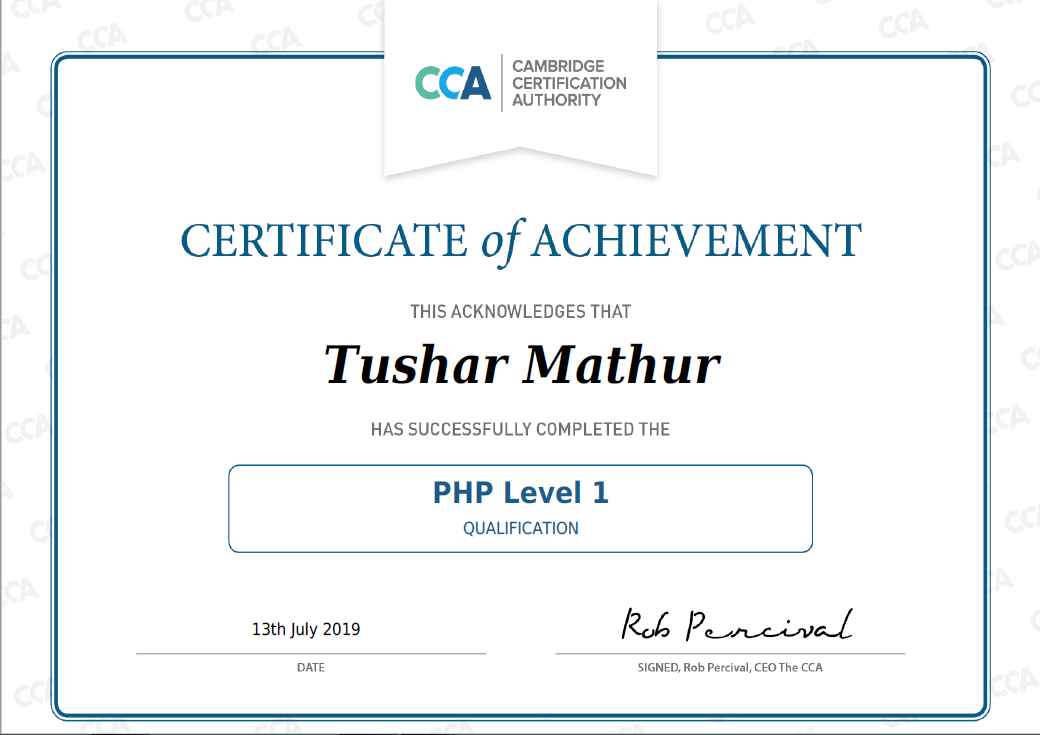 CCA
CAMBRIDGE
CERTIFICATION
AUTHORITY
CERTIFICATE of ACHIEVEMENT
THIS ACKNOWLEDGES THAT
Tushar Mathur
HAS SUCCESSFULLY COMPLETED THE
PHP Level 1
QUALIFICATION
13th July 2019
Rob Percival
DATE
SIGNED, Rob Percival, CEO The CCA